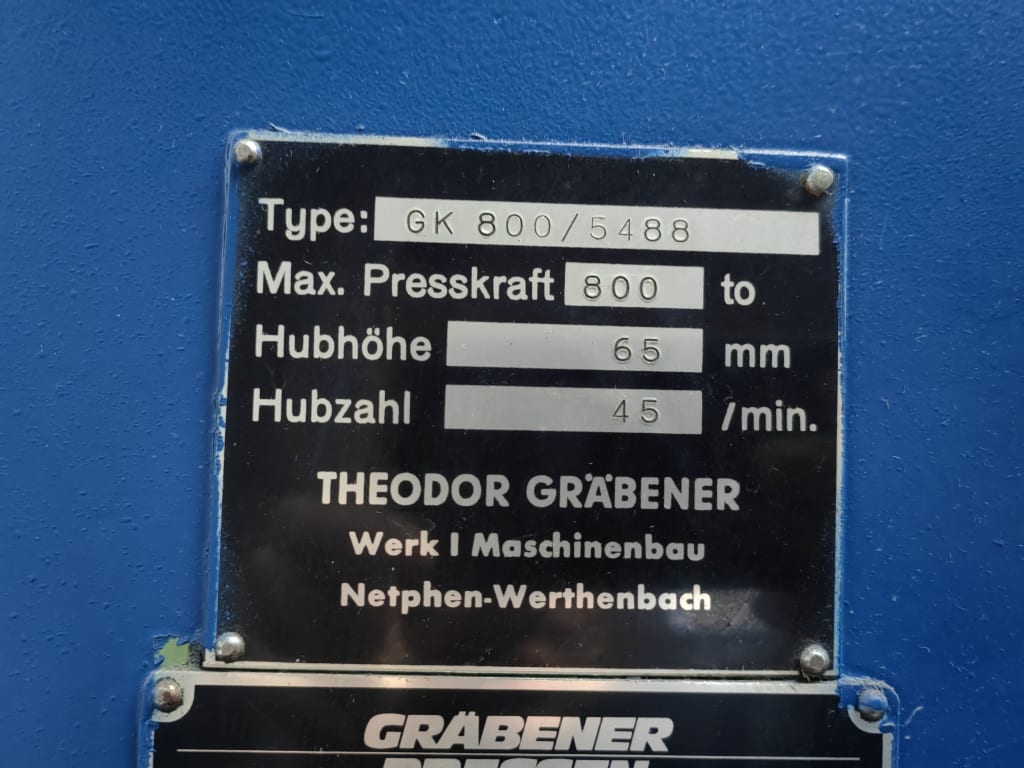 Type: GK 800/5488
Max. Presskraft 800 to
Hubhöhe 65 mm
Hubzahl 45 /min.
THEODOR GRÄBENER
Werk I Maschinenbau
Netphen-Werthenbach
GRÄBENER
PRESSEN